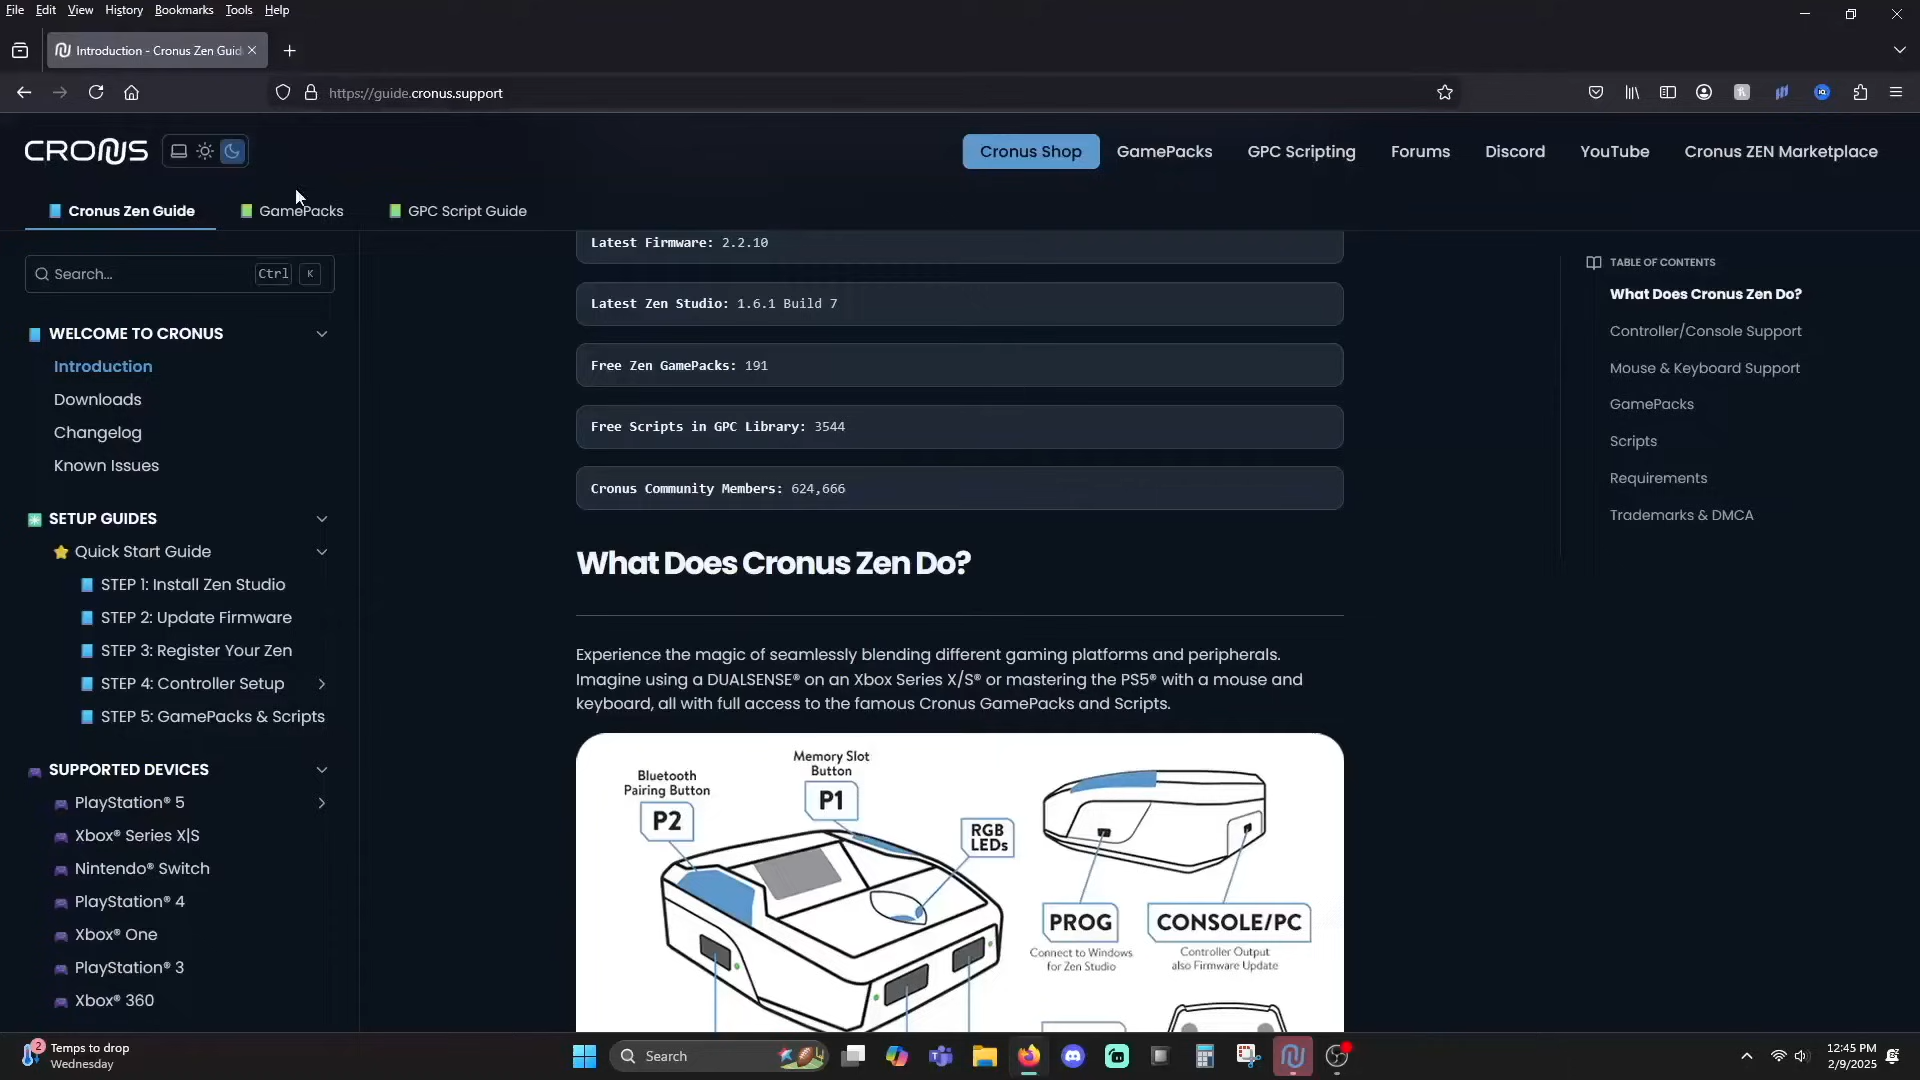 File Edit View History Bookmarks Tools Help
Introduction - Cronus Zen Guid
https://guide.cronus.support
CRONUS
Cronus Shop GamePacks GPC Scripting Forums Discord YouTube Cronus ZEN Marketplace
Cronus Zen Guide GamePacks GPC Script Guide
Search... Ctrl K
WELCOME TO CRONUS
Introduction
Downloads
Changelog
Known Issues
SETUP GUIDES
Quick Start Guide
STEP 1: Install Zen Studio
STEP 2: Update Firmware
STEP 3: Register Your Zen
STEP 4: Controller Setup
STEP 5: GamePacks & Scripts
SUPPORTED DEVICES
PlayStation® 5
Xbox® Series X|S
Nintendo® Switch
PlayStation® 4
Xbox® One
PlayStation® 3
Xbox® 360
Latest Firmware: 2.2.10
Latest Zen Studio: 1.6.1 Build 7
Free Zen GamePacks: 191
Free Scripts in GPC Library: 3544
Cronus Community Members: 624,666
What Does Cronus Zen Do?
Experience the magic of seamlessly blending different gaming platforms and peripherals.
Imagine using a DUALSENSE® on an Xbox Series X/S® or mastering the PS5® with a mouse and
keyboard, all with full access to the famous Cronus GamePacks and Scripts.
Bluetooth
Pairing Button
P2
Memory Slot
Button
P1
RGB
LEDs
PROG
Connect to Windows
for Zen Studio
CONSOLE/PC
Controller Output
also Firmware Update
TABLE OF CONTENTS
What Does Cronus Zen Do?
Controller/Console Support
Mouse & Keyboard Support
GamePacks
Scripts
Requirements
Trademarks & DMCA
2
Temps to drop
Wednesday
Search
12:45 PM
2/9/2025